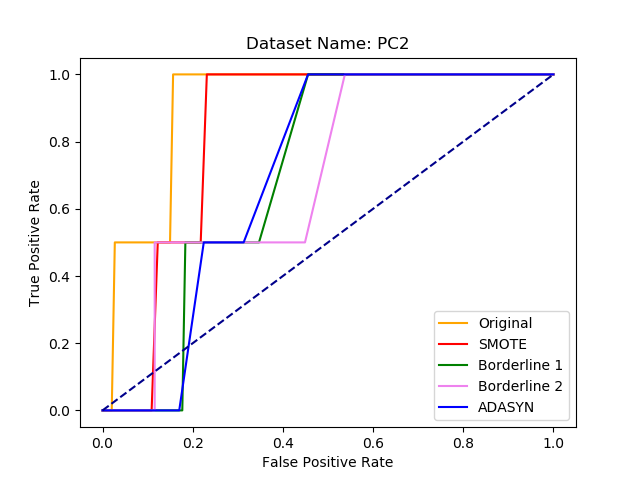 Dataset Name: PC2
1.0
0.8
0.6
0.4
0.2
0.0
True Positive Rate
0.0
0.2
0.4
0.6
0.8
1.0
False Positive Rate
Original
SMOTE
Borderline 1
Borderline 2
ADASYN